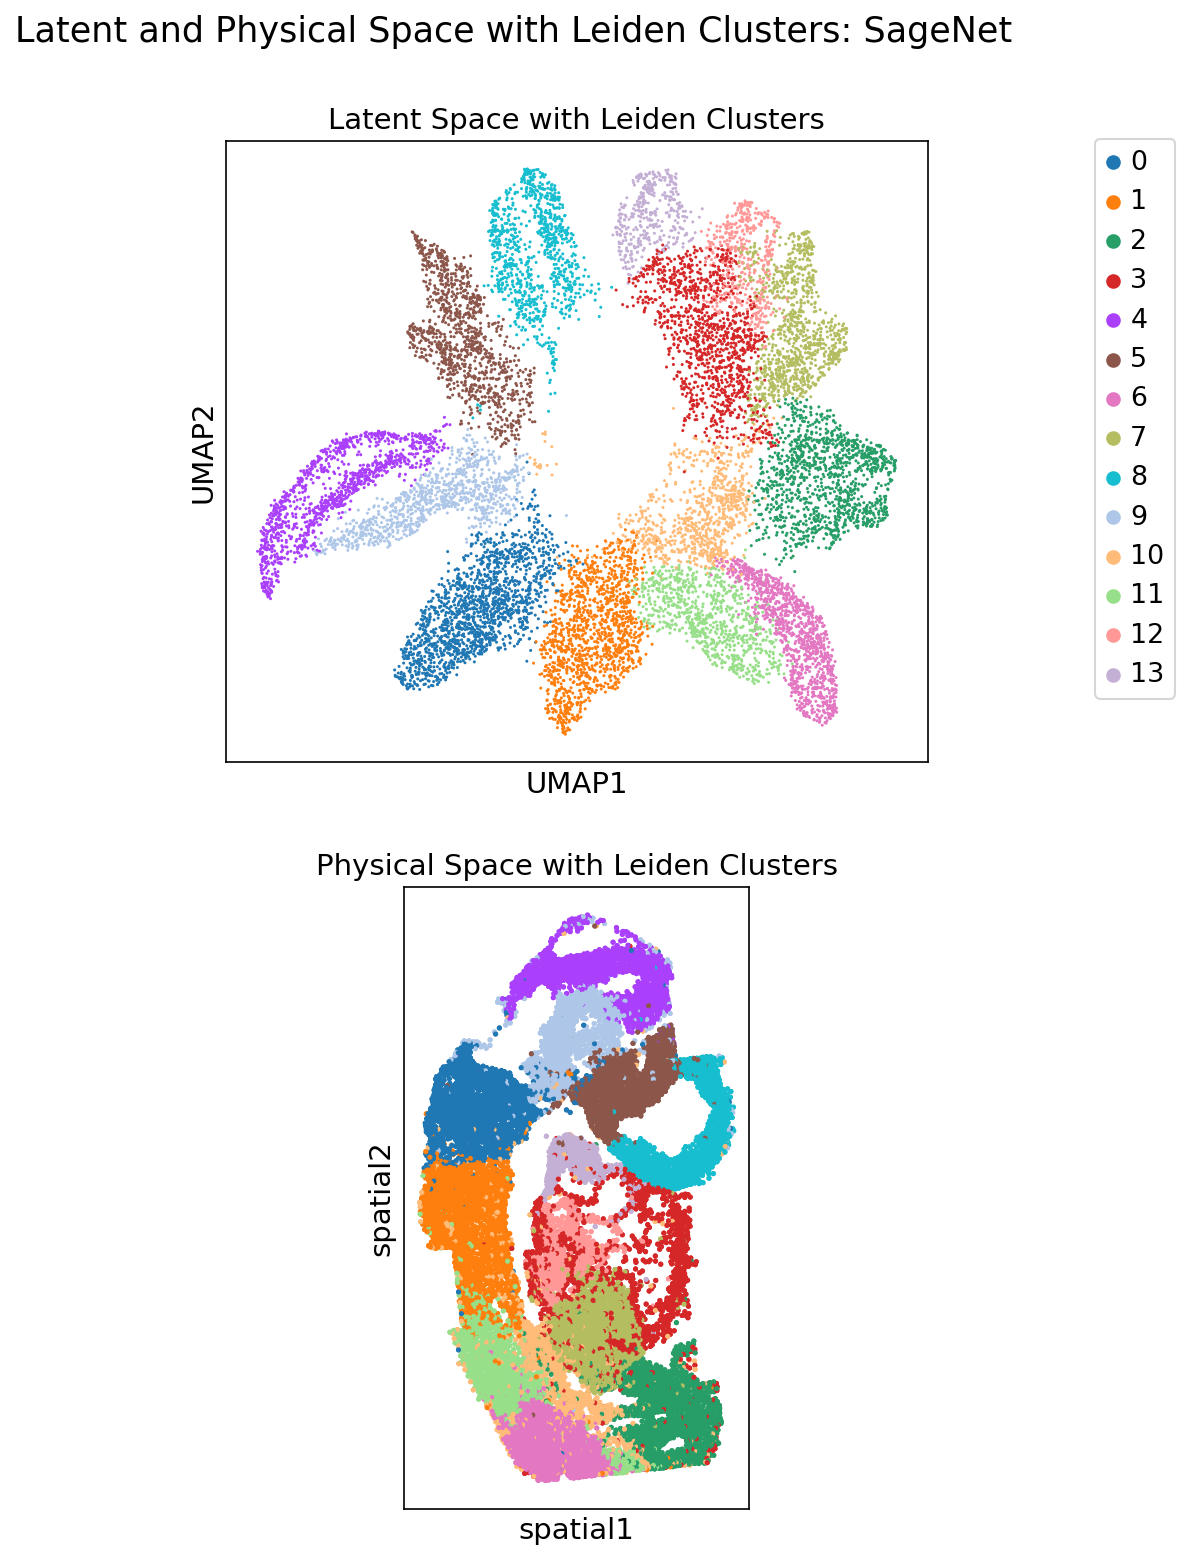 Latent and Physical Space with Leiden Clusters: SageNet
Latent Space with Leiden Clusters
UMAP2
UMAP1
0
1
2
3
4
5
6
7
8
9
10
11
12
13
Physical Space with Leiden Clusters
spatial2
spatial1